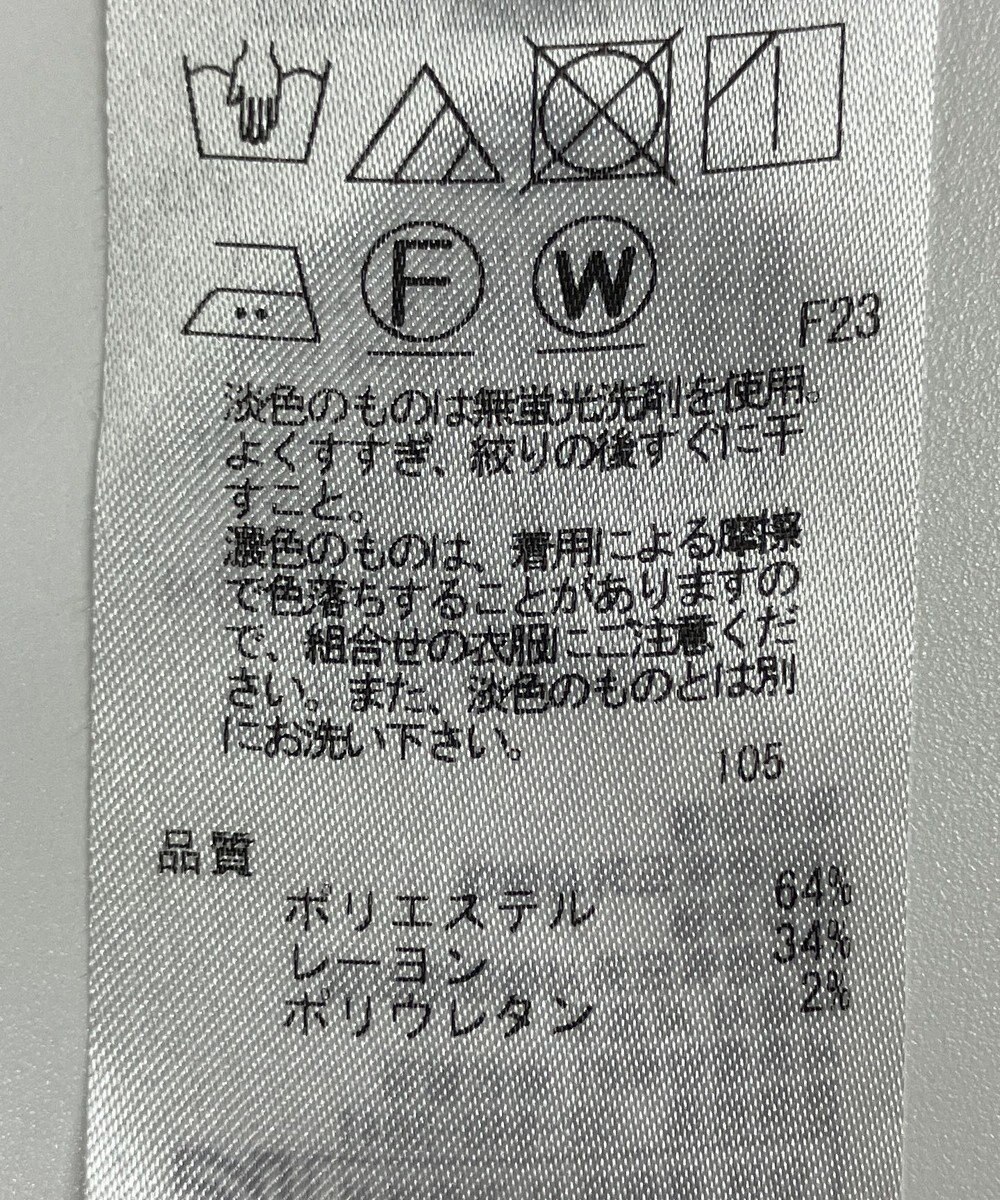 F
W
F23
淡色のものは無蛍光洗剤を使用。
よくすすぎ、絞りの後すぐに干
すこと。
濃色のものは、着用による摩擦
で色落ちすることがありますの
で、組合せの衣服にご注意くだ
さい。また、淡色のものとは別
にお洗い下さい。
105
品質
ポリエステル 64%
レーヨン 34%
ポリウレタン 2%